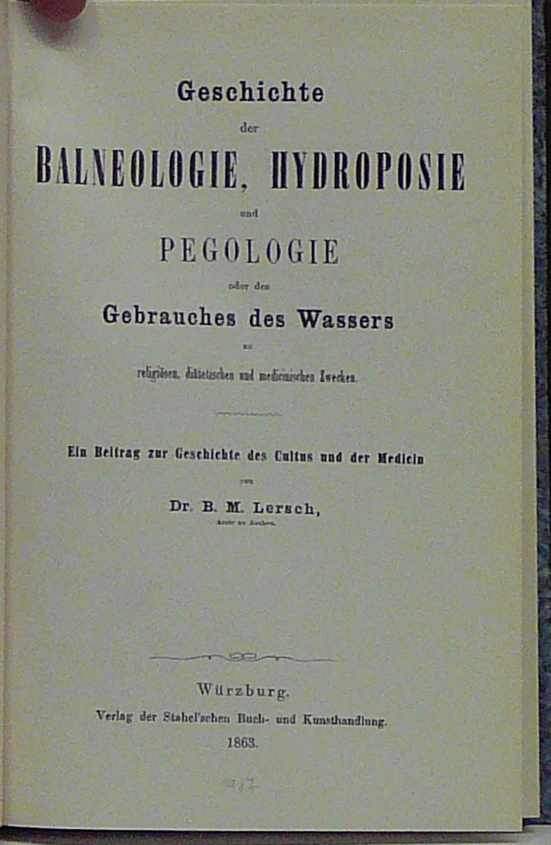 Geschichte
der
BALNEOLOGIE, HYDROPOSIE
und
PEGOLOGIE
oder des
Gebrauches des Wassers
zu
religiösen, diätetischen und medicinischen Zwecken.
Ein Beitrag zur Geschichte des Cultus und der Medicin
von
Dr. B. M. Lersch,
Arzte zu Aachen.
Würzburg.
Verlag der Stahel'schen Buch- und Kunsthandlung.
1863.